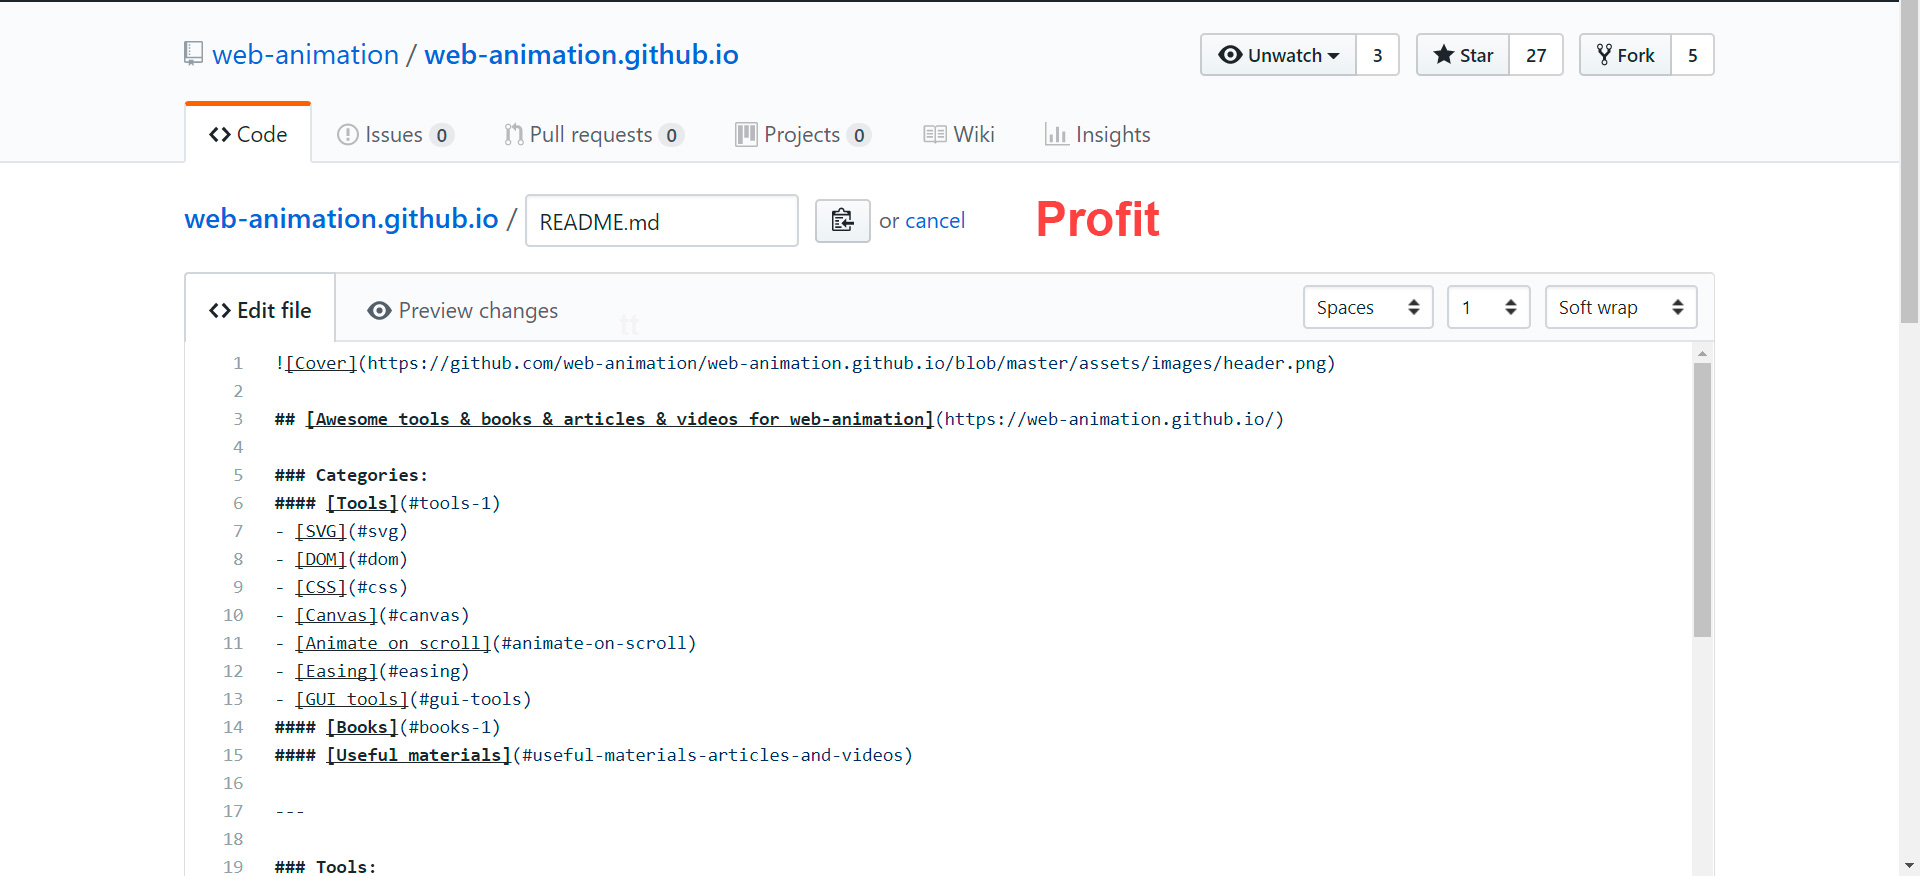 web-animation / web-animation.github.io Unwatch 3 Star 27 Fork 5
Code Issues 0 Pull requests 0 Projects 0 Wiki Insights
web-animation.github.io / README.md or cancel Profit
Edit file Preview changes tt Spaces 1 Soft wrap
1 ![Cover](https://github.com/web-animation/web-animation.github.io/blob/master/assets/images/header.png)
2
3 ## [Awesome tools & books & articles & videos for web-animation](https://web-animation.github.io/)
4
5 ### Categories:
6 #### [Tools](#tools-1)
7 - [SVG](#svg)
8 - [DOM](#dom)
9 - [CSS](#css)
10 - [Canvas](#canvas)
11 - [Animate on scroll](#animate-on-scroll)
12 - [Easing](#easing)
13 - [GUI tools](#gui-tools)
14 #### [Books](#books-1)
15 #### [Useful materials](#useful-materials-articles-and-videos)
16
17 ---
18
19 ### Tools: